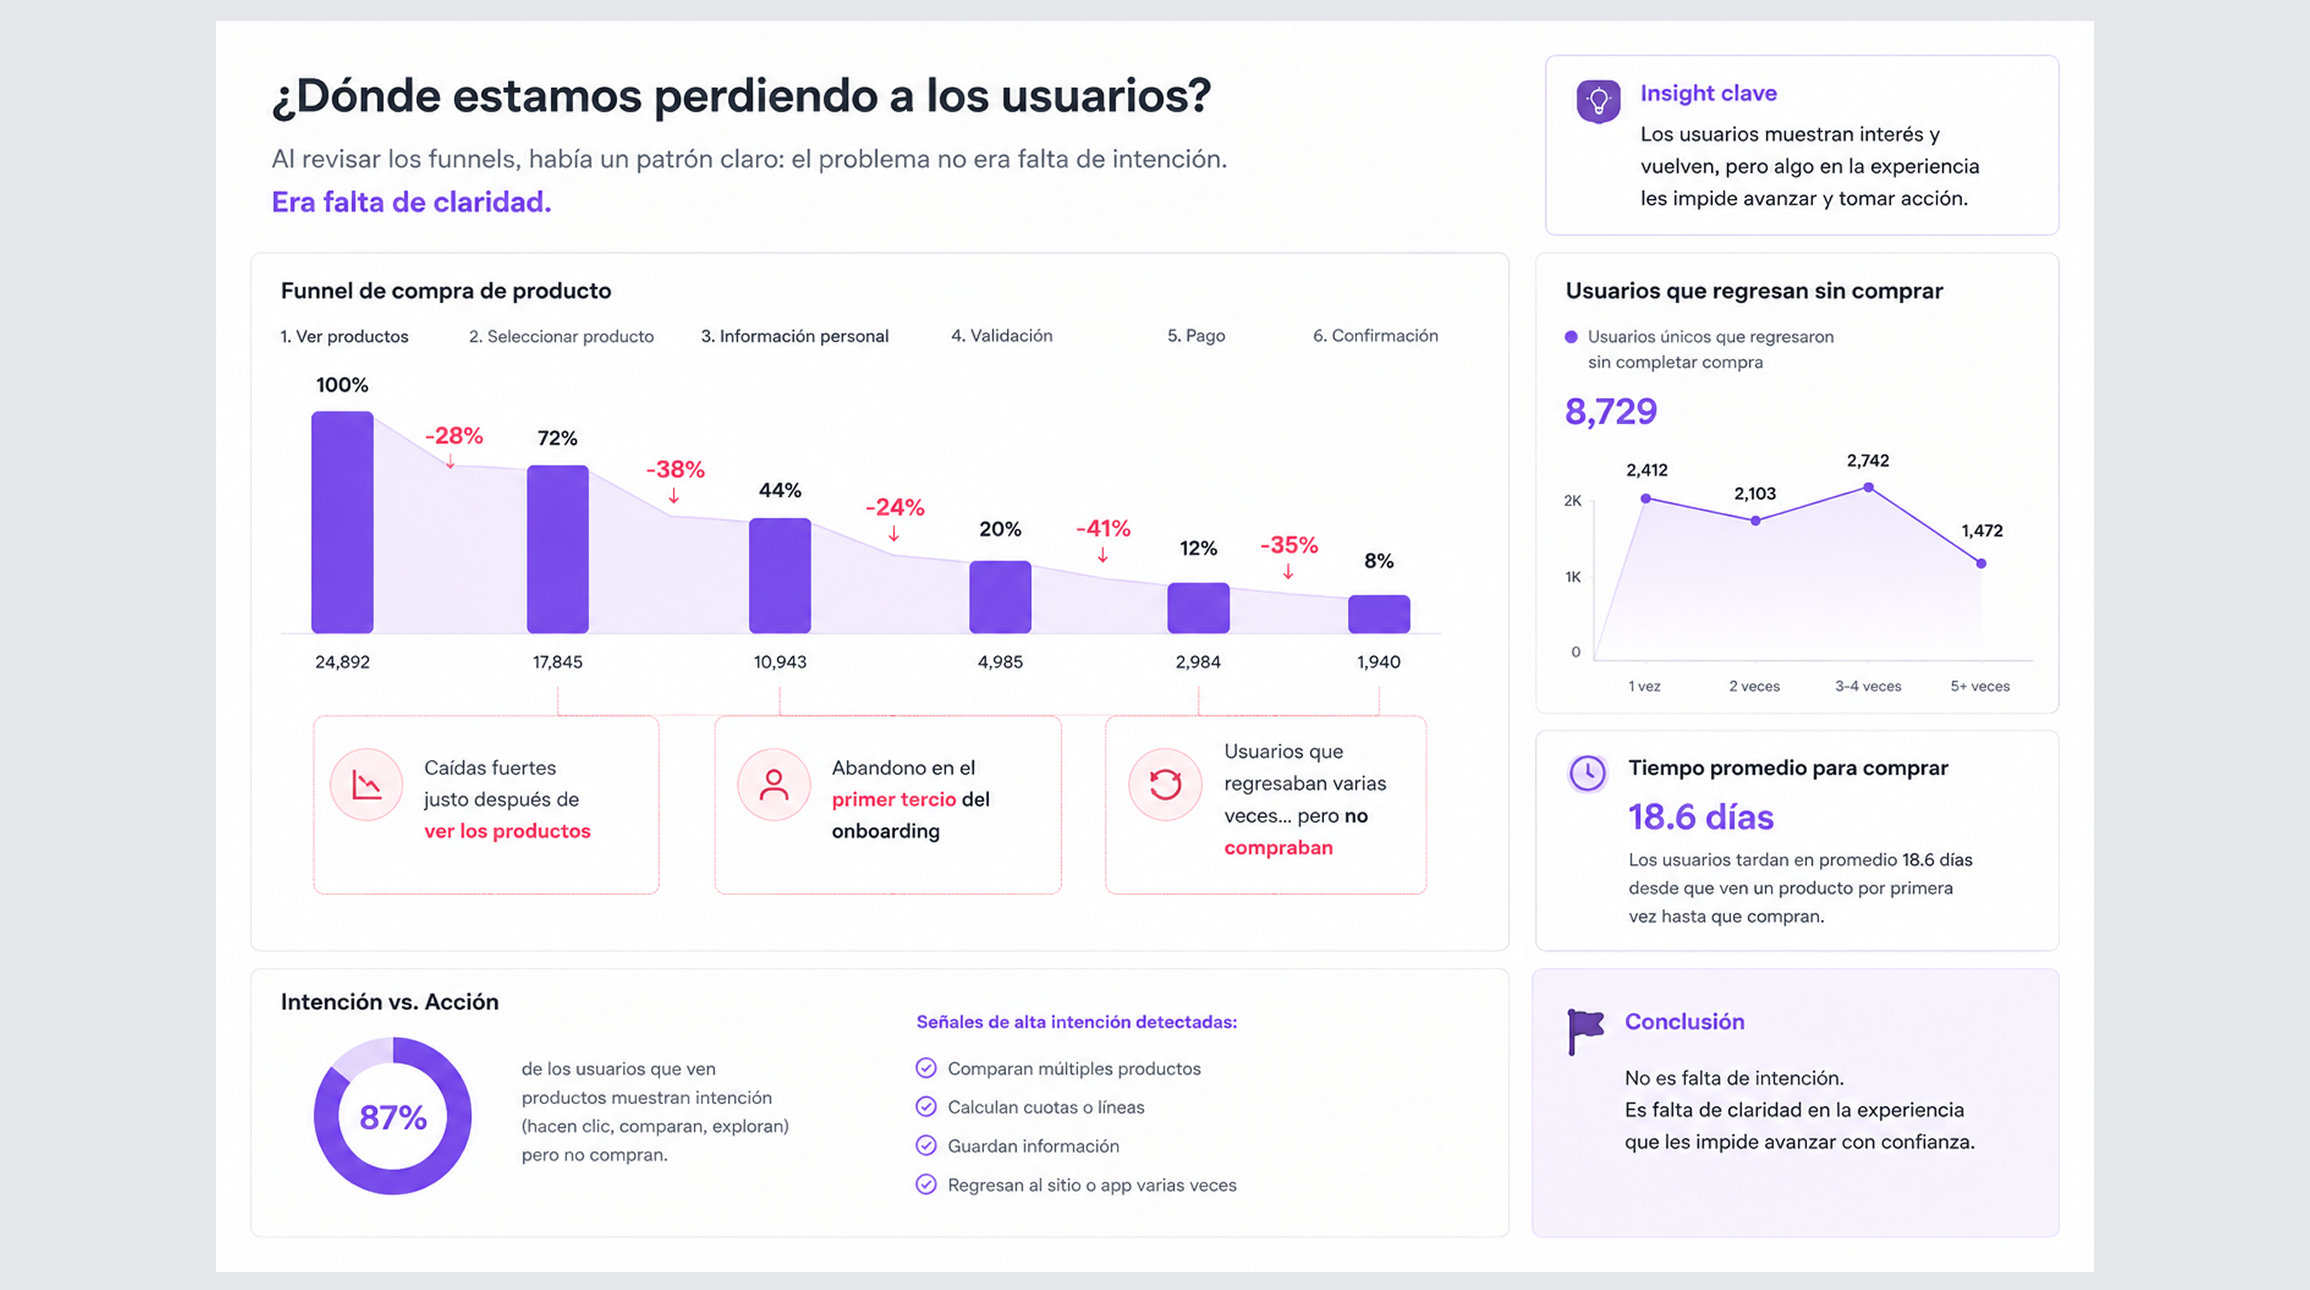 ¿Dónde estamos perdiendo a los usuarios?
Al revisar los funnels, había un patrón claro: el problema no era falta de intención.
Era falta de claridad.
Insight clave
Los usuarios muestran interés y
vuelven, pero algo en la experiencia
les impide avanzar y tomar acción.
Funnel de compra de producto
1. Ver productos
2. Seleccionar producto
3. Información personal
4. Validación
5. Pago
6. Confirmación
100%
-28%
72%
-38%
44%
-24%
20%
-41%
12%
-35%
8%
24,892
17,845
10,943
4,985
2,984
1,940
Caídas fuertes
justo después de
ver los productos
Abandono en el
primer tercio del
onboarding
Usuarios que
regresaban varias
veces... pero no
compraban
Usuarios que regresan sin comprar
Usuarios únicos que regresaron
sin completar compra
8,729
2,412
2,103
2,742
1,472
2K
1K
0
1 vez
2 veces
3-4 veces
5+ veces
Tiempo promedio para comprar
18.6 días
Los usuarios tardan en promedio 18.6 días
desde que ven un producto por primera
vez hasta que compran.
Intención vs. Acción
87%
de los usuarios que ven
productos muestran intención
(hacen clic, comparan, exploran)
pero no compran.
Señales de alta intención detectadas:
Comparan múltiples productos
Calculan cuotas o líneas
Guardan información
Regresan al sitio o app varias veces
Conclusión
No es falta de intención.
Es falta de claridad en la experiencia
que les impide avanzar con confianza.